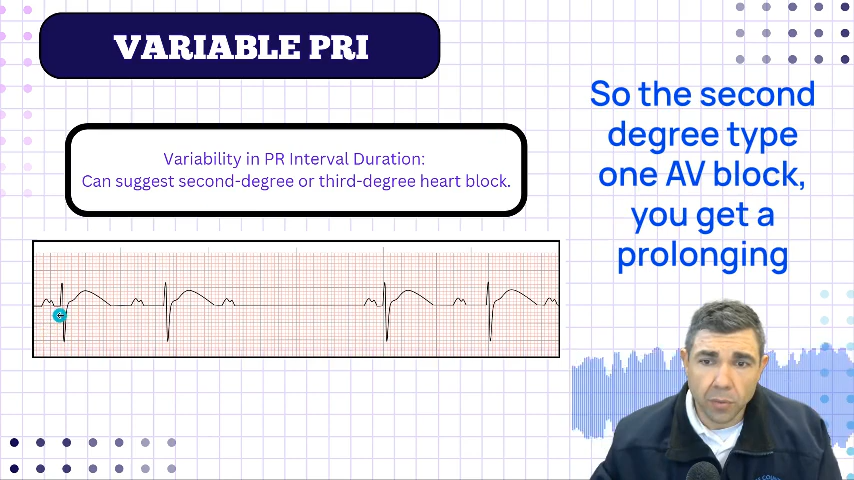 VARIABLE PRI
Variability in PR Interval Duration:
Can suggest second-degree or third-degree heart block.
So the second
degree type
one AV block,
you get a
prolonging